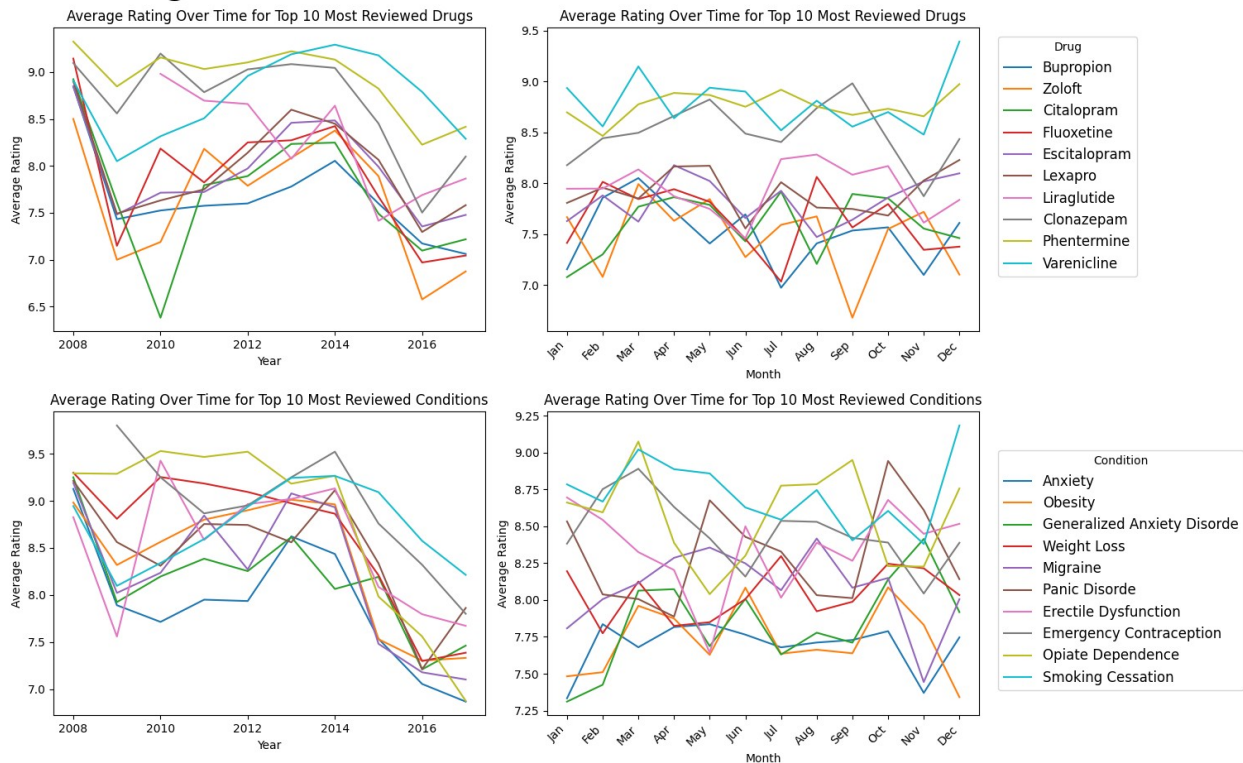 Average Rating Over Time for Top 10 Most Reviewed Drugs
9.0
8.5
8.0
7.5
7.0
6.5
Average Rating
2008
2010
2012
2014
2016
Year
Average Rating Over Time for Top 10 Most Reviewed Drugs
9.5
9.0
8.5
8.0
7.5
7.0
Average Rating
Jan
Feb
Mar
Apr
May
Jun
Jul
Aug
Sep
Oct
Nov
Dec
Month
Drug
Bupropion
Zoloft
Citalopram
Fluoxetine
Escitalopram
Lexapro
Liraglutide
Clonazepam
Phentermine
Varenicline
Average Rating Over Time for Top 10 Most Reviewed Conditions
9.5
9.0
8.5
8.0
7.5
7.0
Average Rating
2008
2010
2012
2014
2016
Year
Average Rating Over Time for Top 10 Most Reviewed Conditions
9.25
9.00
8.75
8.50
8.25
8.00
7.75
7.50
7.25
Average Rating
Jan
Feb
Mar
Apr
May
Jun
Jul
Aug
Sep
Oct
Nov
Dec
Month
Condition
Anxiety
Obesity
Generalized Anxiety Disorde
Weight Loss
Migraine
Panic Disorde
Erectile Dysfunction
Emergency Contraception
Opiate Dependence
Smoking Cessation